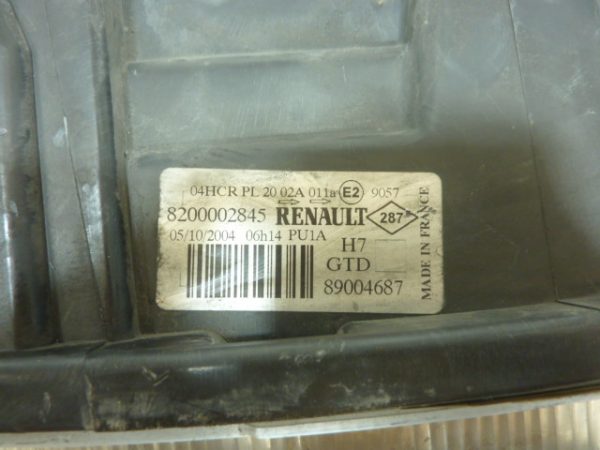 04HCR PL 20 02A 011a E2 9057
8200002845 RENAULT 287
05/10/2004 06h14 PU1A
H7
GTD
89004687
MADE IN FRANCE